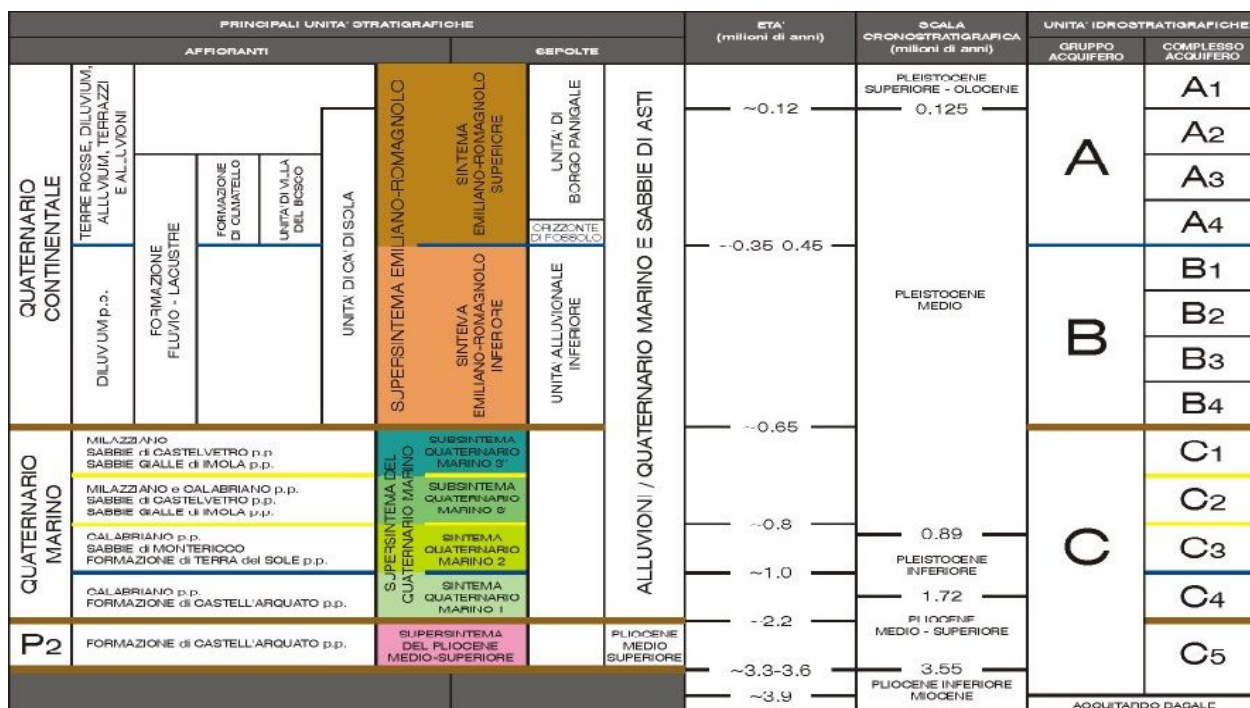 PRINCIPALI UNITA' STRATIGRAFICHE
AFFIORANTI
SEPOLTE
ETA'
(milioni di anni)
SCALA
CRONOSTRATIGRAFICA
(milioni di anni)
UNITA' IDROSTRATIGRAFICHE
GRUPPO
ACQUIFERO
COMPLESSO
ACQUIFERO
QUATERNARIO
CONTINENTALE
TERRE ROSSE, DILUVIUM,
ALLUVIUM, TERRAZZI
E ALLUVIONI
DILUVIUM p.p.
FORMAZIONE
FLUVIO - LACUSTRE
FORMAZIONE
DI OLMATELLO
UNITA' DI VILLA
DEL BOSCO
UNITA' DI CA' DI SOLA
SUPERSINTEMA EMILIANO-ROMAGNOLO
SINTEMA
EMILIANO-ROMAGNOLO
SUPERIORE
SINTEMA
EMILIANO-ROMAGNOLO
INFERIORE
UNITA' DI
BORGO PANIGALE
ORIZZONTE
DI FOSSOLO
UNITA' ALLUVIONALE
INFERIORE
ALLUVIONI / QUATERNARIO MARINO E SABBIE DI ASTI
~0.12
~0.35 0.45
~0.65
~0.8
~1.0
~2.2
~3.3-3.6
~3.9
PLEISTOCENE
SUPERIORE - OLOCENE
0.125
PLEISTOCENE
MEDIO
0.89
PLEISTOCENE
INFERIORE
1.72
PLIOCENE
MEDIO - SUPERIORE
3.55
PLIOCENE INFERIORE
MIOCENE
A
A1
A2
A3
A4
B
B1
B2
B3
B4
C
C1
C2
C3
C4
C5
ACQUITARDO BASALE
QUATERNARIO
MARINO
MILAZZIANO
SABBIE di CASTELVETRO p.p.
SABBIE GIALLE di IMOLA p.p.
MILAZZIANO e CALABRIANO p.p.
SABBIE di CASTELVETRO p.p.
SABBIE GIALLE di IMOLA p.p.
CALABRIANO p.p.
SABBIE di MONTERICCO
FORMAZIONE di TERRA del SOLE p.p.
CALABRIANO p.p.
FORMAZIONE di CASTELL'ARQUATO p.p.
SUPERSINTEMA DEL
QUATERNARIO MARINO
SUBSINTEMA
QUATERNARIO
MARINO 3'
SUBSINTEMA
QUATERNARIO
MARINO
SINTEMA
QUATERNARIO
MARINO 2
SINTEMA
QUATERNARIO
MARINO 1
P2
FORMAZIONE di CASTELL'ARQUATO p.p.
SUPERSINTEMA
DEL PLIOCENE
MEDIO-SUPERIORE
PLIOCENE
MEDIO
SUPERIORE